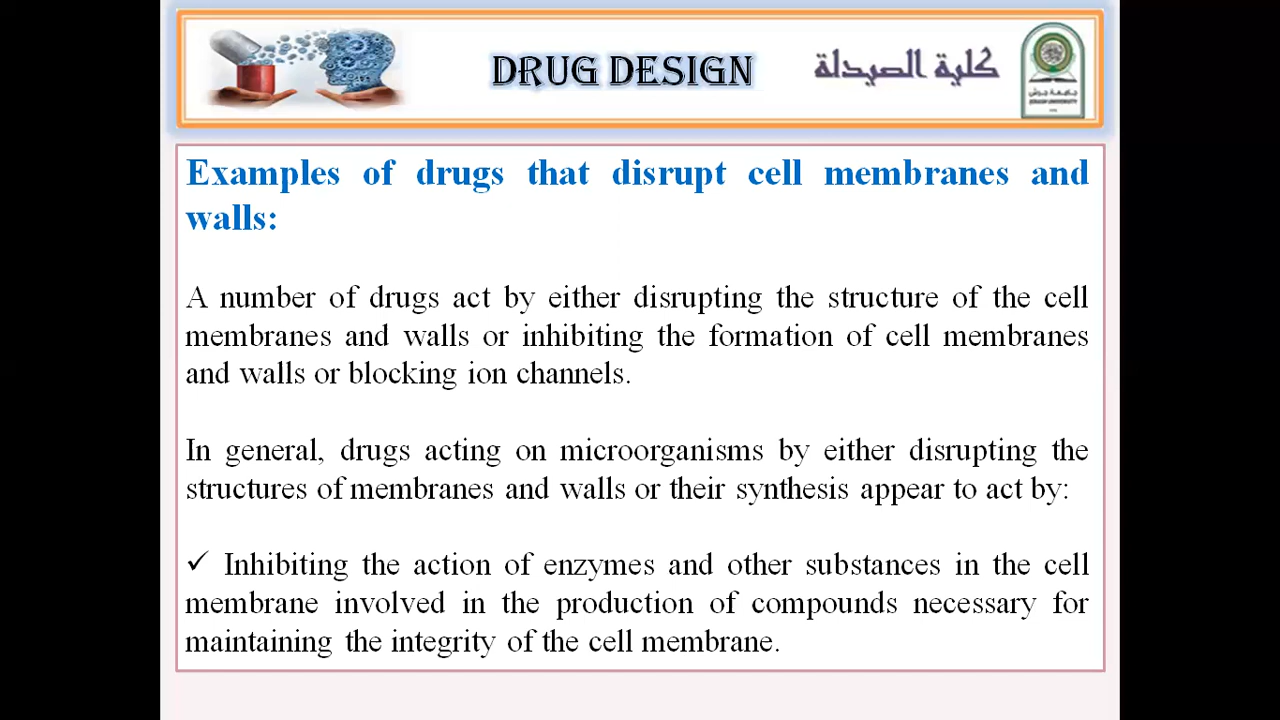 DRUG DESIGN
كلية الصيدلة
جامعة جرش
JERASH UNIVERSITY
Examples of drugs that disrupt cell membranes and
walls:
A number of drugs act by either disrupting the structure of the cell
membranes and walls or inhibiting the formation of cell membranes
and walls or blocking ion channels.
In general, drugs acting on microorganisms by either disrupting the
structures of membranes and walls or their synthesis appear to act by:
✓ Inhibiting the action of enzymes and other substances in the cell
membrane involved in the production of compounds necessary for
maintaining the integrity of the cell membrane.